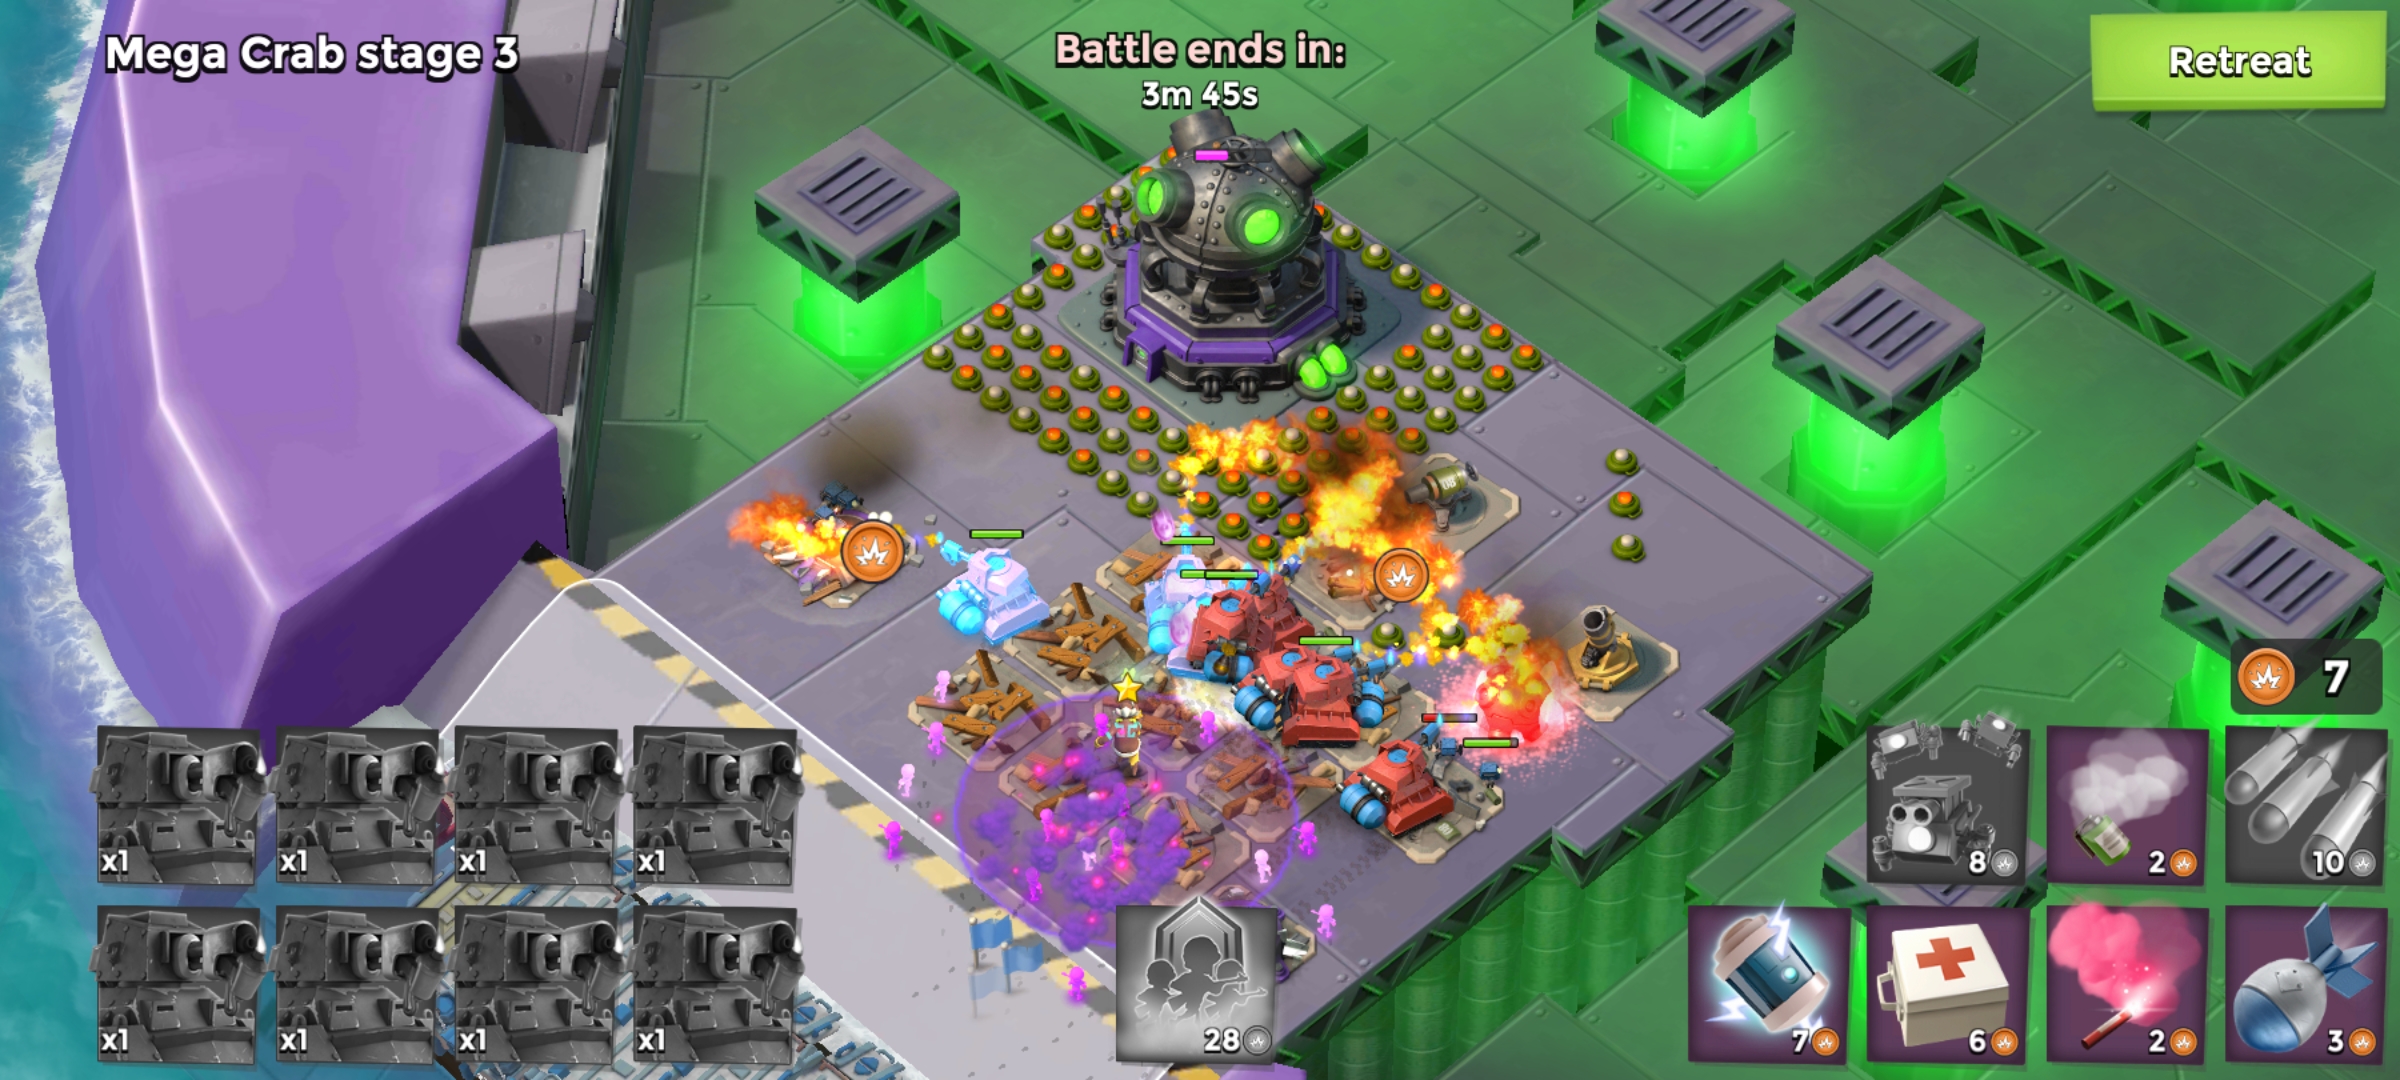 Mega Crab stage 3
Battle ends in:
3m 45s
Retreat
7
x1
x1
x1
x1
8
2
10
x1
x1
x1
x1
28
7
6
2
3